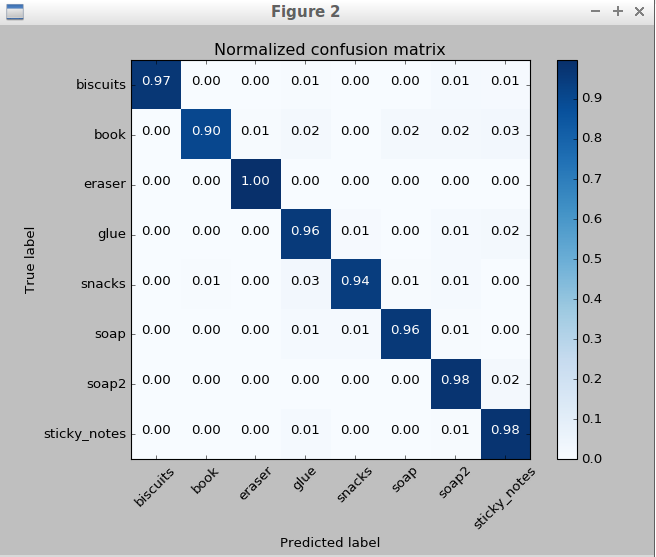 Figure 2
Normalized confusion matrix
biscuits 0.97 0.00 0.00 0.01 0.00 0.00 0.01 0.01
book 0.00 0.90 0.01 0.02 0.00 0.02 0.02 0.03
eraser 0.00 0.00 1.00 0.00 0.00 0.00 0.00 0.00
glue 0.00 0.00 0.00 0.96 0.01 0.00 0.01 0.02
snacks 0.00 0.01 0.00 0.03 0.94 0.01 0.01 0.00
soap 0.00 0.00 0.00 0.01 0.01 0.96 0.01 0.00
soap2 0.00 0.00 0.00 0.00 0.00 0.00 0.98 0.02
sticky_notes 0.00 0.00 0.00 0.01 0.00 0.00 0.01 0.98
True label
biscuits book eraser glue snacks soap soap2 sticky_notes
Predicted label
0.9
0.8
0.7
0.6
0.5
0.4
0.3
0.2
0.1
0.0